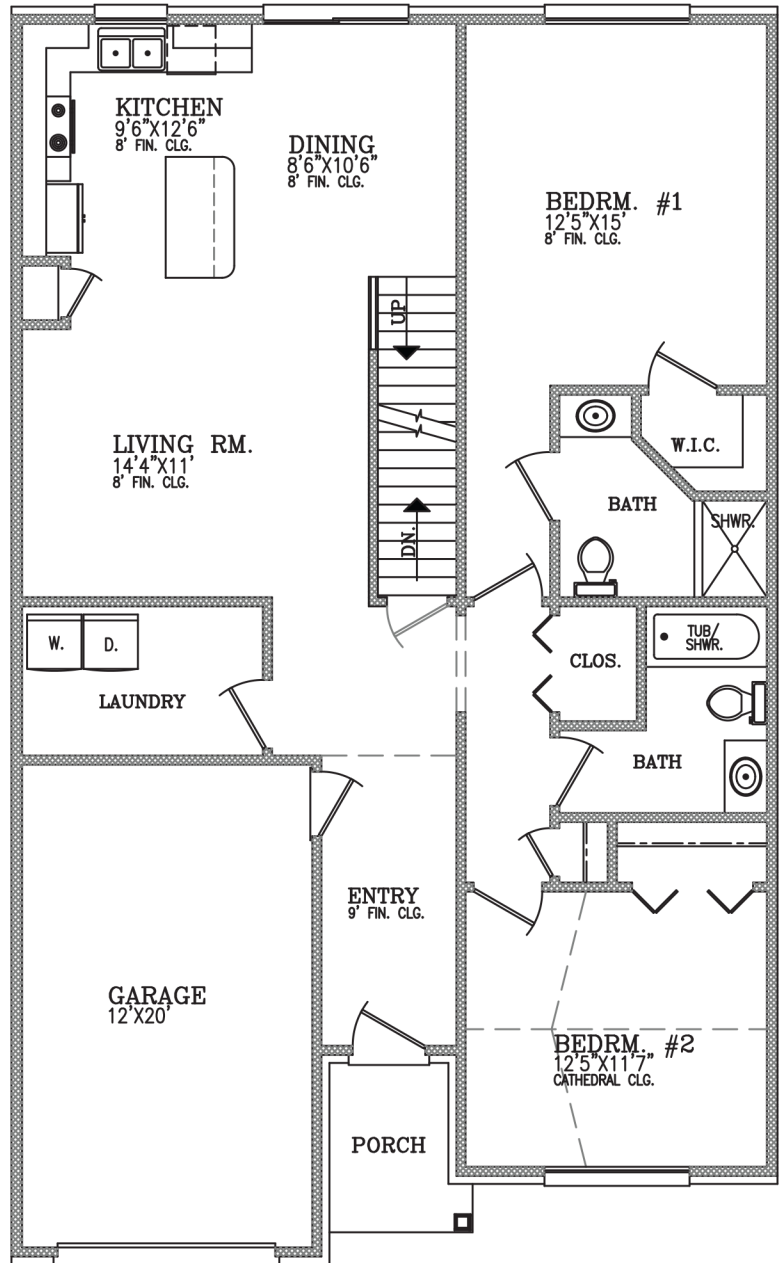 KITCHEN
9'6"X12'6"
8' FIN. CLG.
DINING
8'6"X10'6"
8' FIN. CLG.
BEDRM. #1
12'5"X15'
8' FIN. CLG.
UP
LIVING RM.
14'4"X11'
8' FIN. CLG.
W.I.C.
BATH
SHWR.
DN.
W.
D.
LAUNDRY
CLOS.
TUB/
SHWR.
BATH
ENTRY
9' FIN. CLG.
GARAGE
12'X20'
BEDRM. #2
12'5"X11'7"
CATHEDRAL CLG.
PORCH